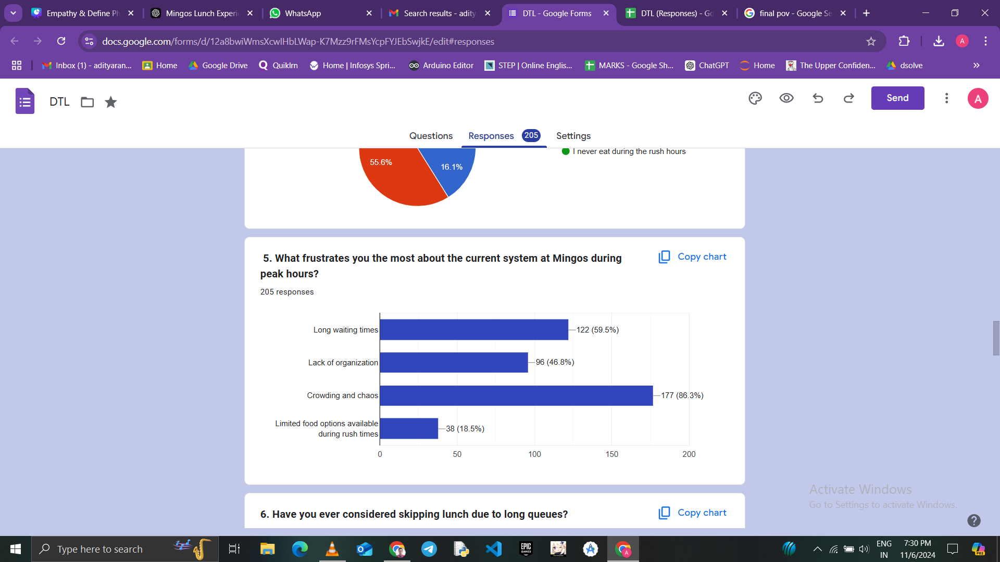 Empathy & Define Ph
Mingos Lunch Experi
WhatsApp
Search results - adity
DTL - Google Forms
DTL (Responses) - Go
final pov - Google Se
docs.google.com/forms/d/12a8bwiWmsXcwIHbLWap-K7Mzz9rFMsYcpFYJEbSwjkE/edit#responses
A
Inbox (1) - adityaran...
Home
Google Drive
Quiklrn
Home | Infosys Spri...
Arduino Editor
STEP | Online Englis...
MARKS - Google Sh...
ChatGPT
Home
The Upper Confiden...
dsolve
DTL
Send
A
Questions
Responses 205
Settings
I never eat during the rush hours
55.6%
16.1%
5. What frustrates you the most about the current system at Mingos during
peak hours?
Copy chart
205 responses
Long waiting times
122 (59.5%)
Lack of organization
96 (46.8%)
Crowding and chaos
177 (86.3%)
Limited food options available
during rush times
38 (18.5%)
0
50
100
150
200
Activate Windows
Go to Settings to activate Windows.
6. Have you ever considered skipping lunch due to long queues?
Copy chart
Type here to search
EPIC
GAMES
ENG
IN
7:30 PM
11/6/2024
PRE